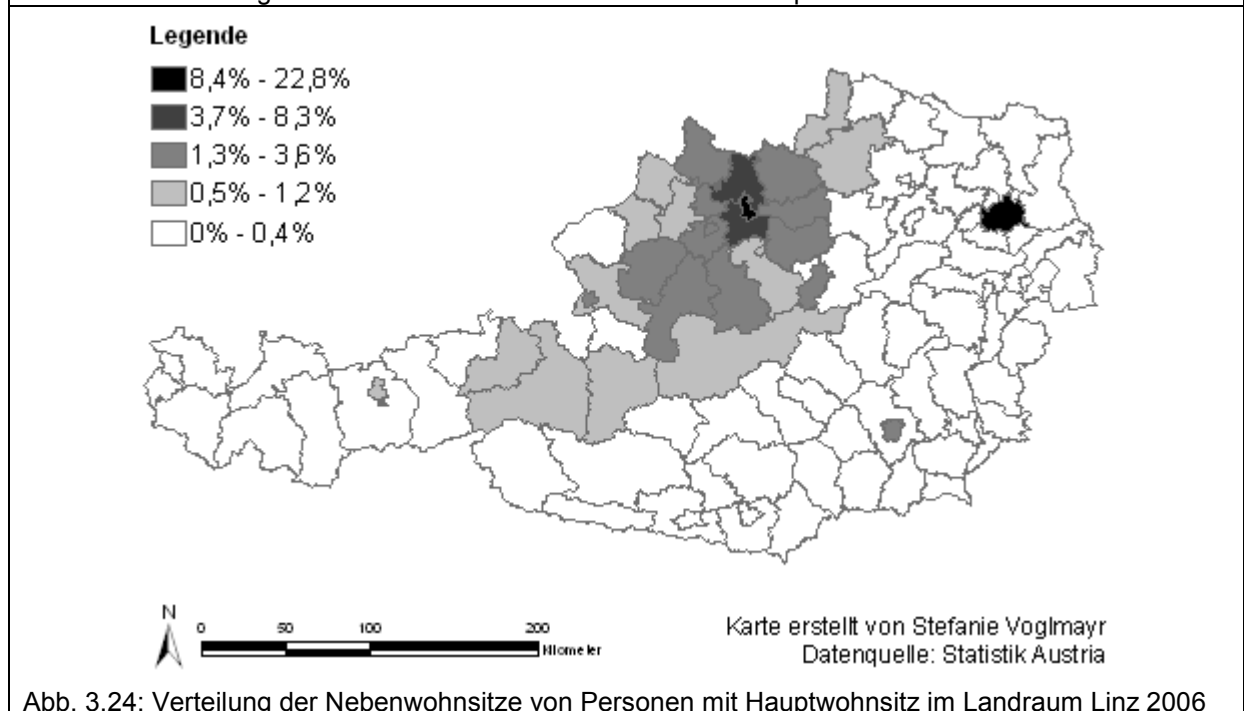 Legende
8,4% - 22,8%
3,7% - 8,3%
1,3% - 3,6%
0,5% - 1,2%
0% - 0,4%
N
0 50 100 200
Kilometer
Karte erstellt von Stefanie Voglmayr
Datenquelle: Statistik Austria
Abb. 3.24: Verteilung der Nebenwohnsitze von Personen mit Hauptwohnsitz im Landraum Linz 2006